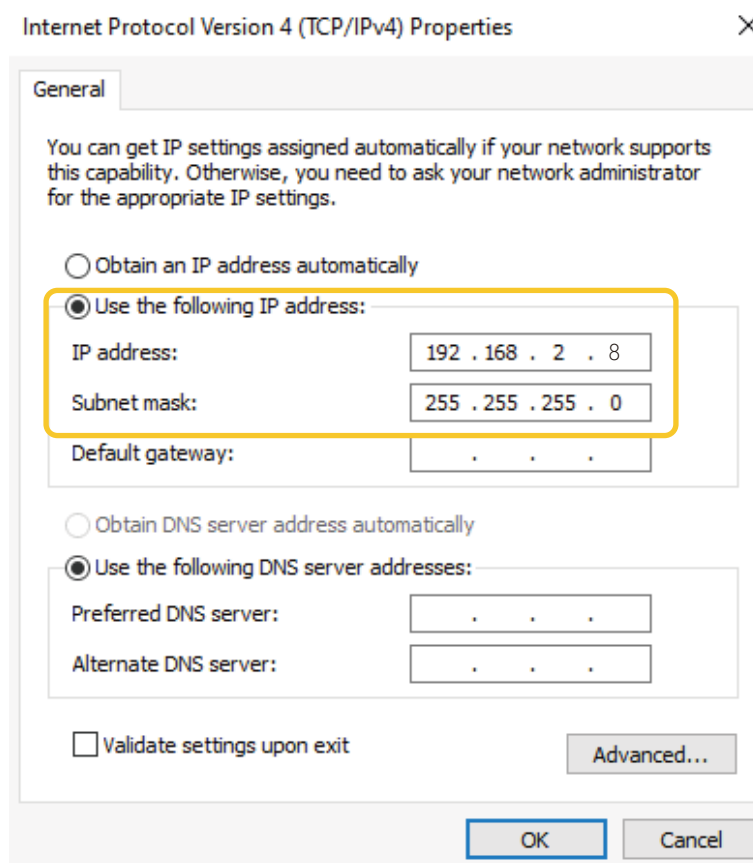 Internet Protocol Version 4 (TCP/IPv4) Properties
General
You can get IP settings assigned automatically if your network supports
this capability. Otherwise, you need to ask your network administrator
for the appropriate IP settings.
Obtain an IP address automatically
Use the following IP address:
IP address: 192 . 168 . 2 . 8
Subnet mask: 255 . 255 . 255 . 0
Default gateway: . . .
Obtain DNS server address automatically
Use the following DNS server addresses:
Preferred DNS server: . . .
Alternate DNS server: . . .
Validate settings upon exit
Advanced...
OK Cancel